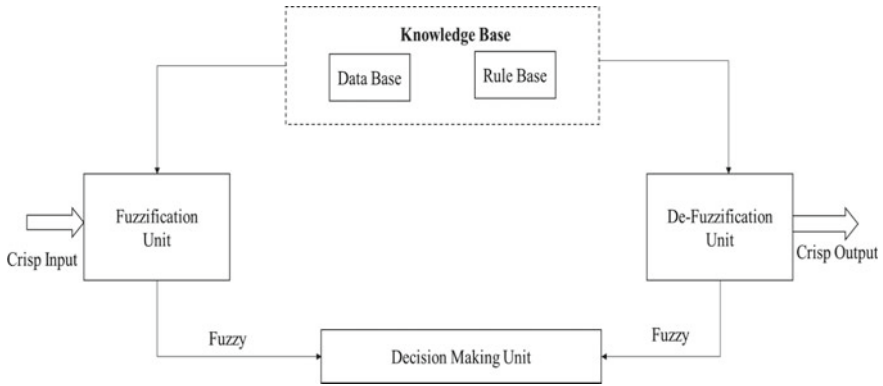 Knowledge Base
Data Base
Rule Base
Fuzzification
Unit
De-Fuzzification
Unit
Crisp Input
Crisp Output
Fuzzy
Fuzzy
Decision Making Unit